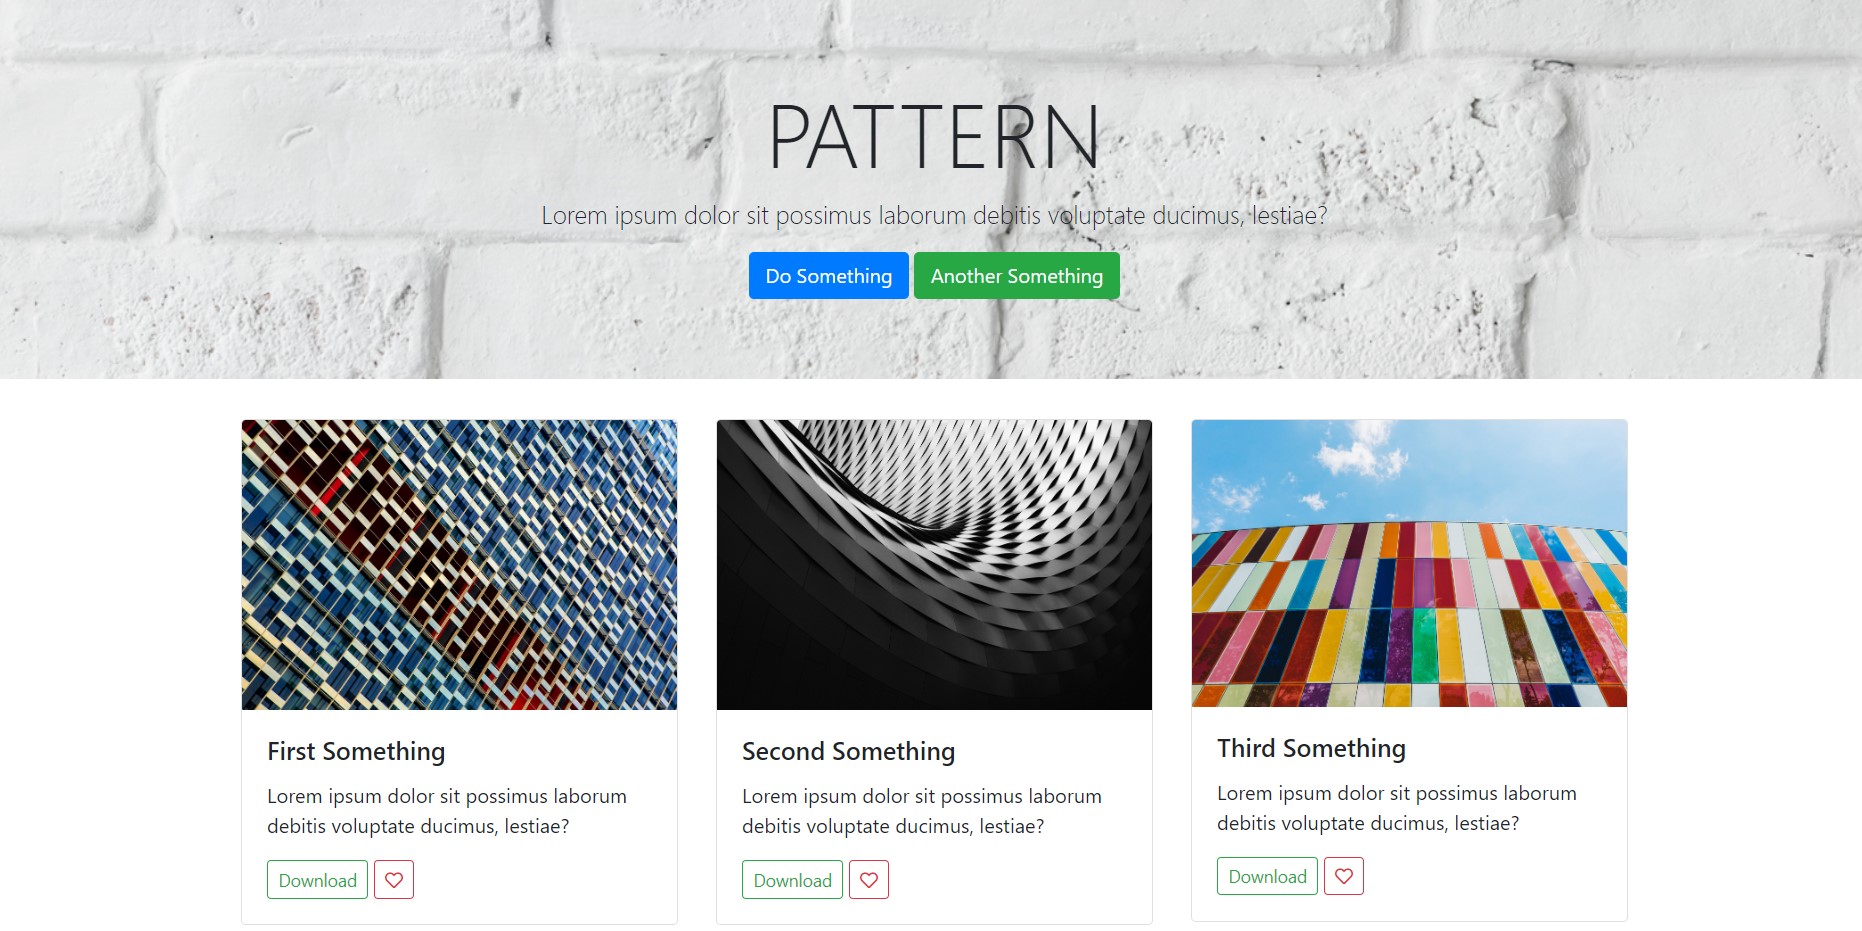 PATTERN
Lorem ipsum dolor sit possimus laborum debitis voluptate ducimus, lestiae?
Do Something
Another Something
First Something
Lorem ipsum dolor sit possimus laborum
debitis voluptate ducimus, lestiae?
Download
Second Something
Lorem ipsum dolor sit possimus laborum
debitis voluptate ducimus, lestiae?
Download
Third Something
Lorem ipsum dolor sit possimus laborum
debitis voluptate ducimus, lestiae?
Download